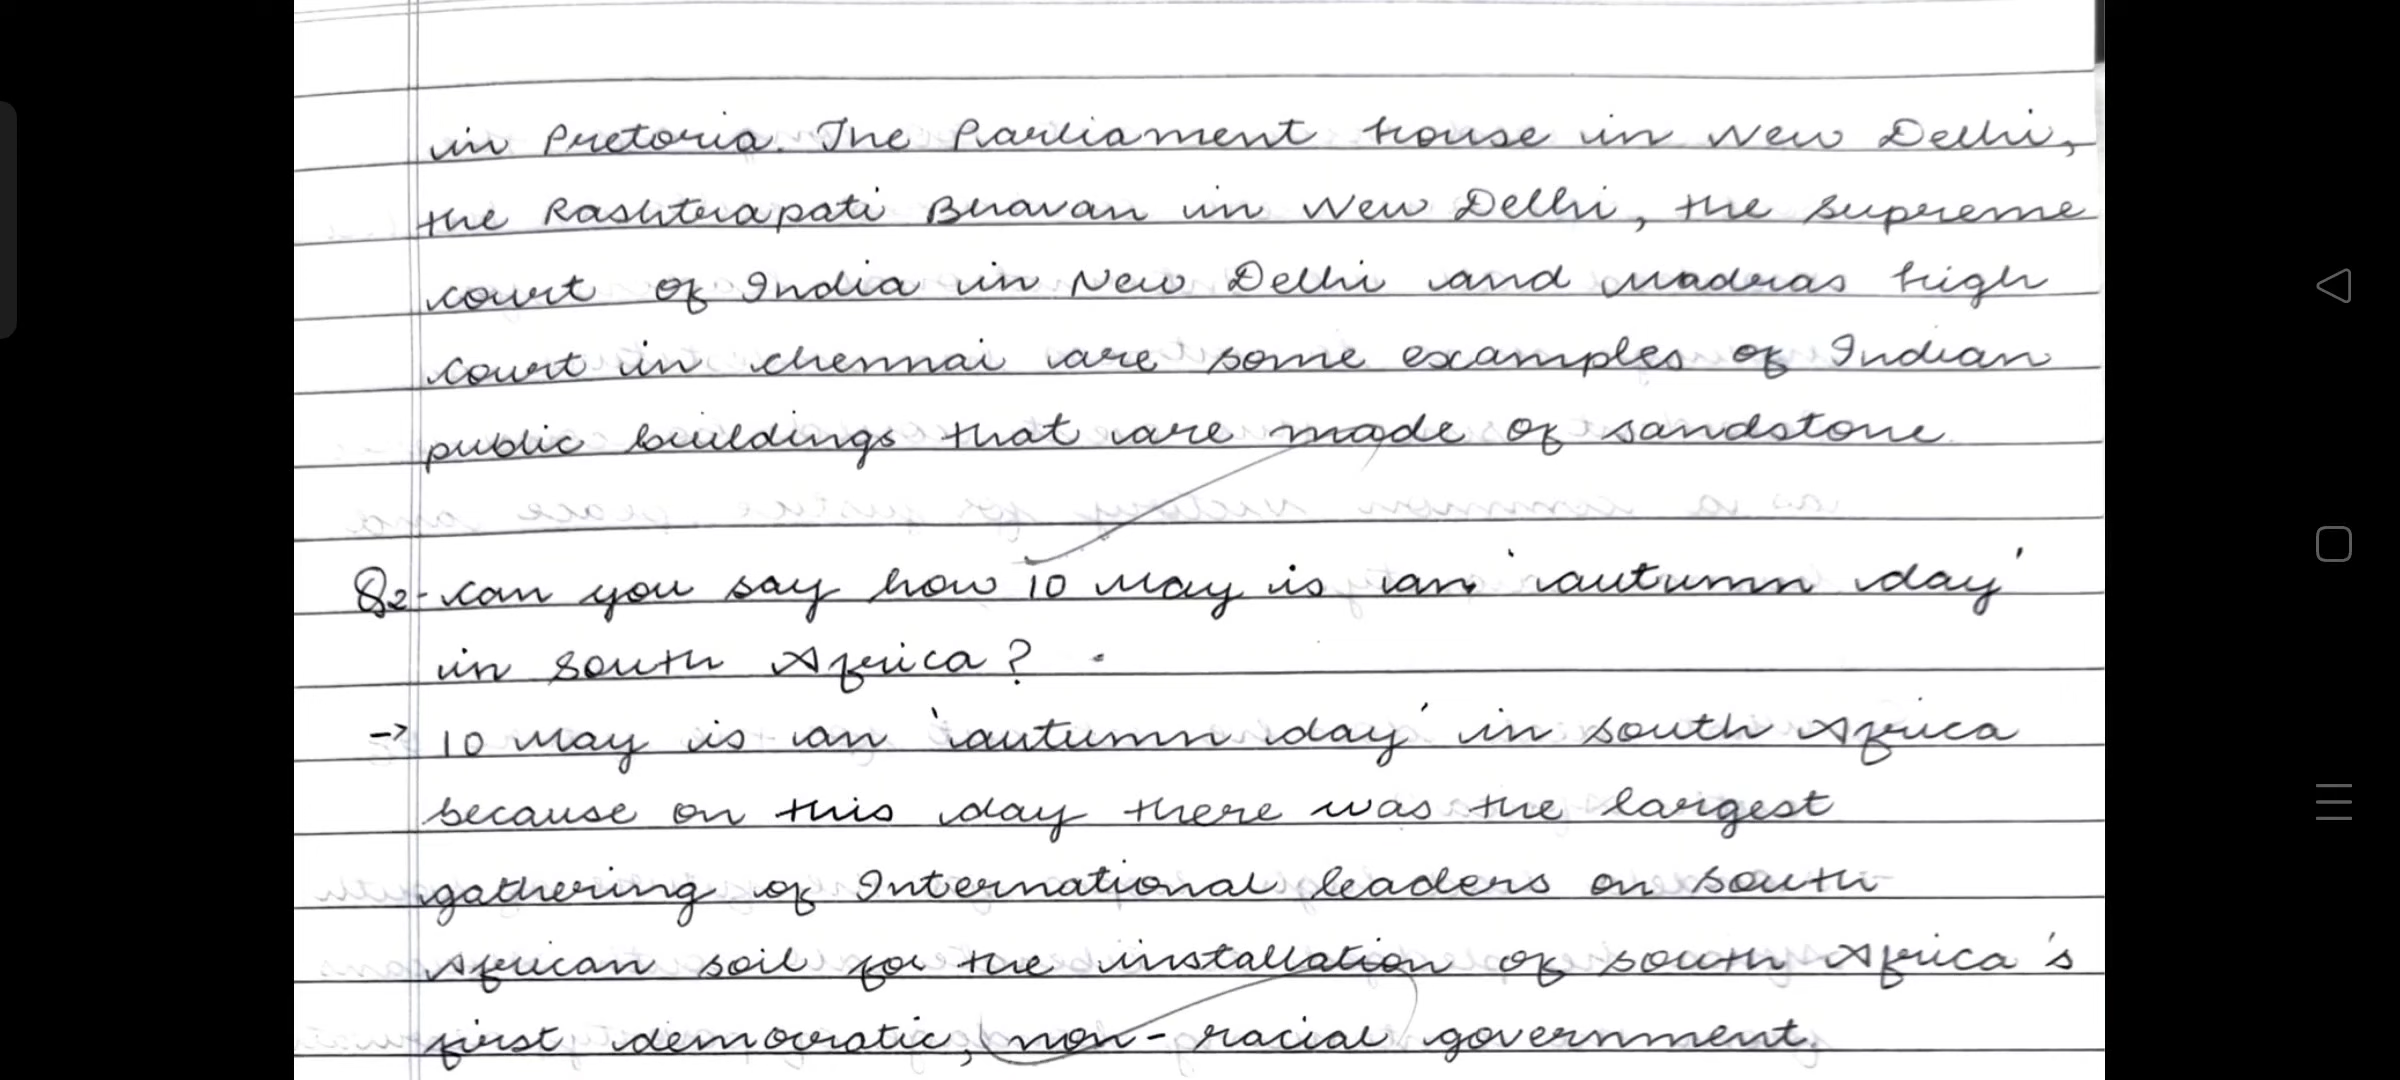 in Pretoria. The Parliament house in New Delhi,
the Rashtrapati Bhavan in New Delhi, the supreme
court of India in New Delhi and Madras high
court in chennai are some examples of Indian
public buildings that are made of sandstone
Q2- can you say how 10 May is an 'autumn day'
in south Africa?
→ 10 May is an 'autumn day' in south Africa
because on this day there was the largest
gathering of International leaders on south
African soil for the installation of south Africa's
first democratic, non-racial government.